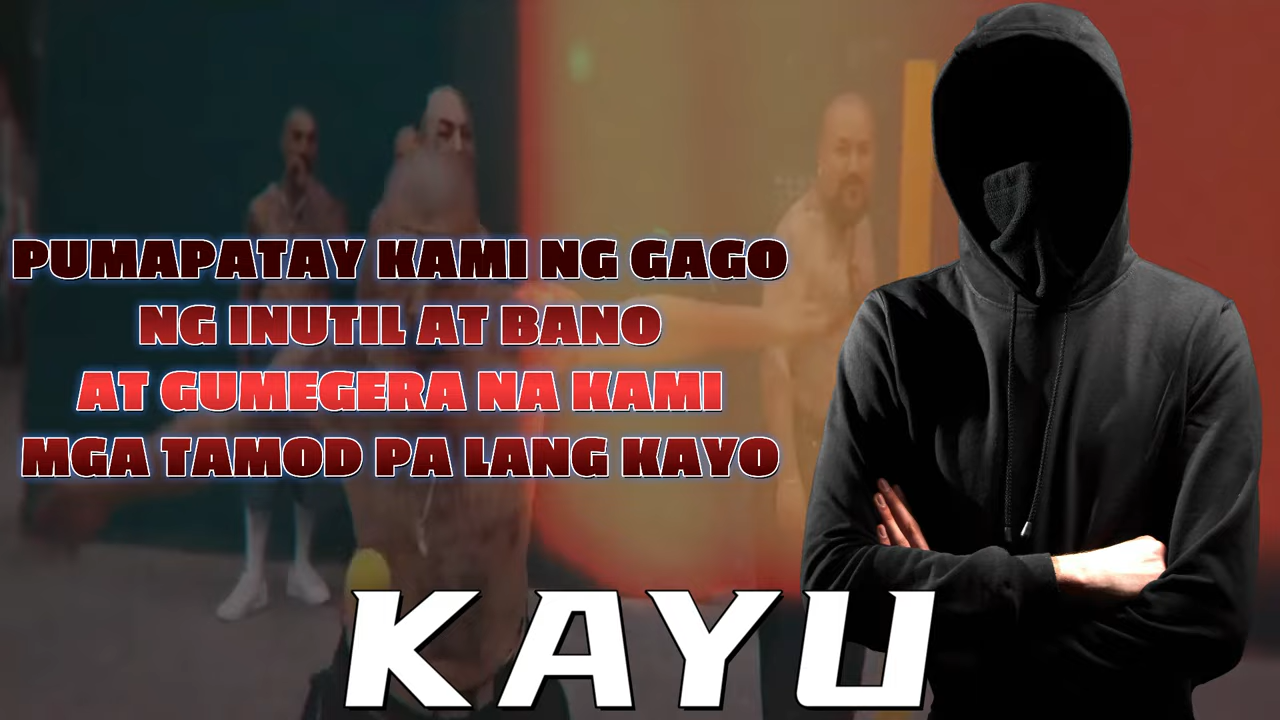 PUMAPATAY KAMI NG GAGO
NG INUTIL AT BANO
AT GUMEGERA NA KAMI
MGA TAMOD PA LANG KAYO
KAYU